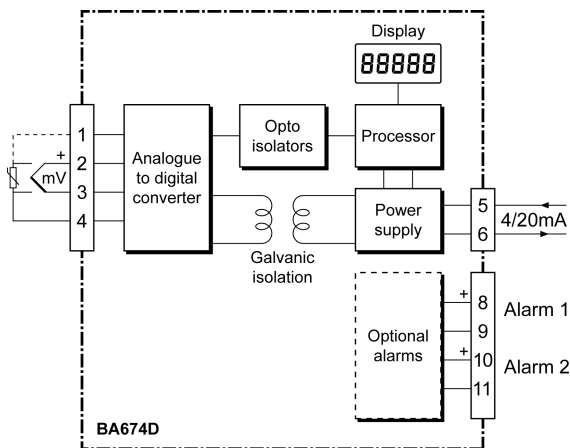 Display
88888
1
2
3
4
+
mV
Analogue
to digital
converter
Opto
isolators
Processor
Galvanic
isolation
Power
supply
5
6
4/20mA
Optional
alarms
+
8
9
+
10
11
Alarm 1
Alarm 2
BA674D